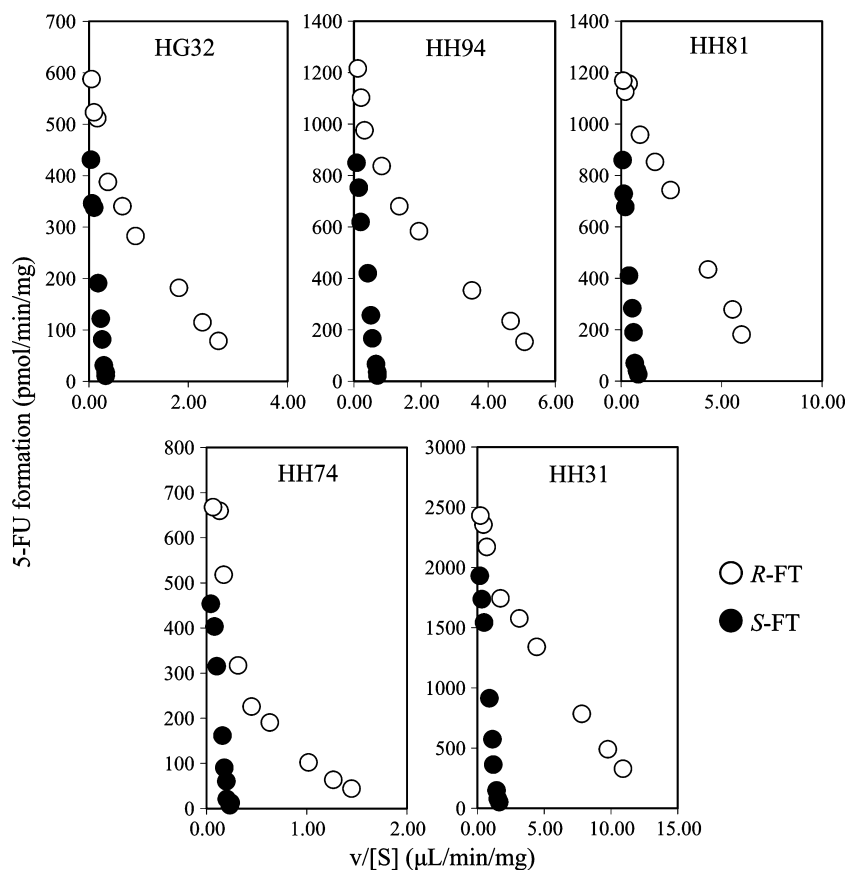 5-FU formation (pmol/min/mg)
HG32
700
600
500
400
300
200
100
0
0.00 2.00 4.00
HH94
1400
1200
1000
800
600
400
200
0
0.00 2.00 4.00 6.00
HH81
1400
1200
1000
800
600
400
200
0
0.00 5.00 10.00
HH74
800
700
600
500
400
300
200
100
0
0.00 1.00 2.00
HH31
3000
2500
2000
1500
1000
500
0
0.00 5.00 10.00 15.00
R-FT
S-FT
v/[S] (μL/min/mg)